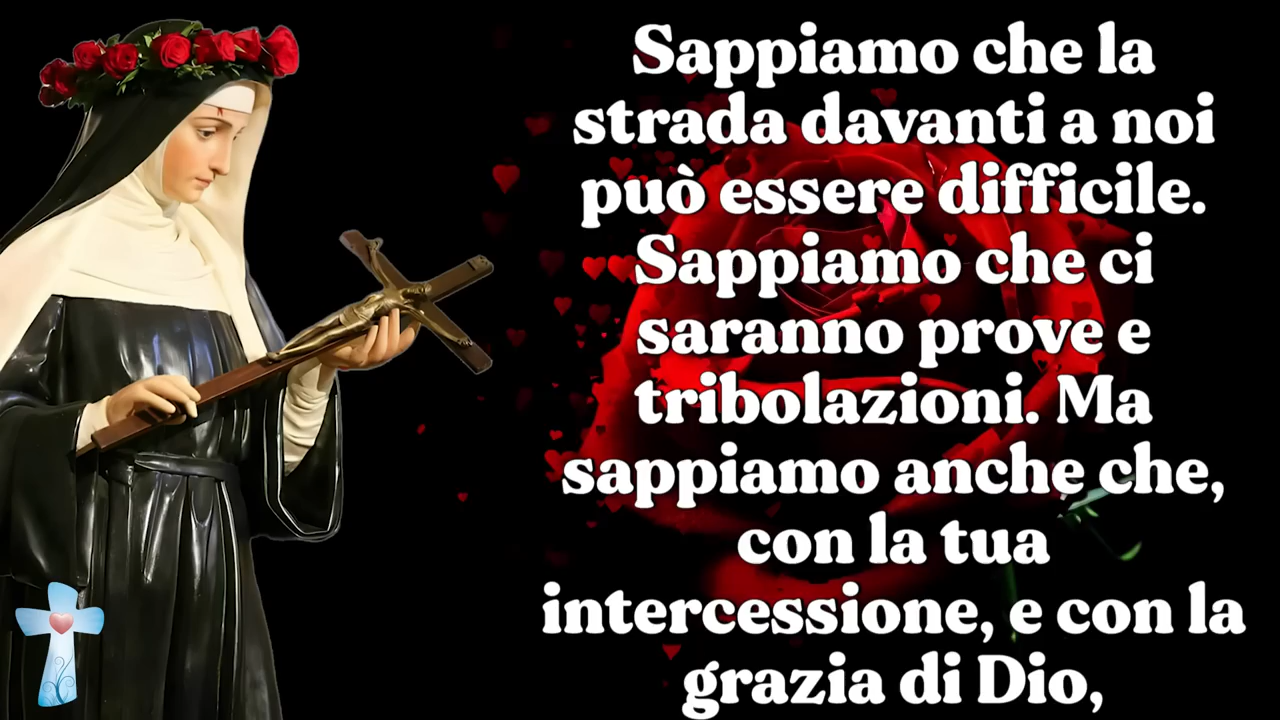 Sappiamo che la
strada davanti a noi
può essere difficile.
Sappiamo che ci
saranno prove e
tribolazioni. Ma
sappiamo anche che,
con la tua
intercessione, e con la
grazia di Dio,